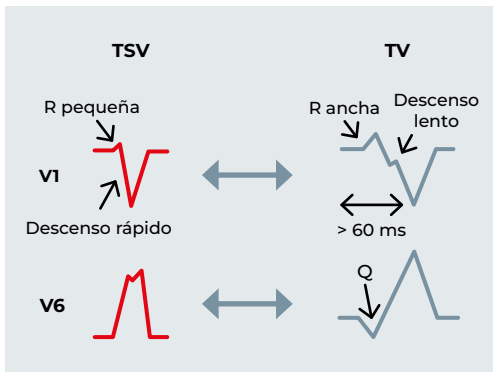 TSV
TV
R pequeña
R ancha
Descenso
lento
V1
Descenso rápido
> 60 ms
Q
V6